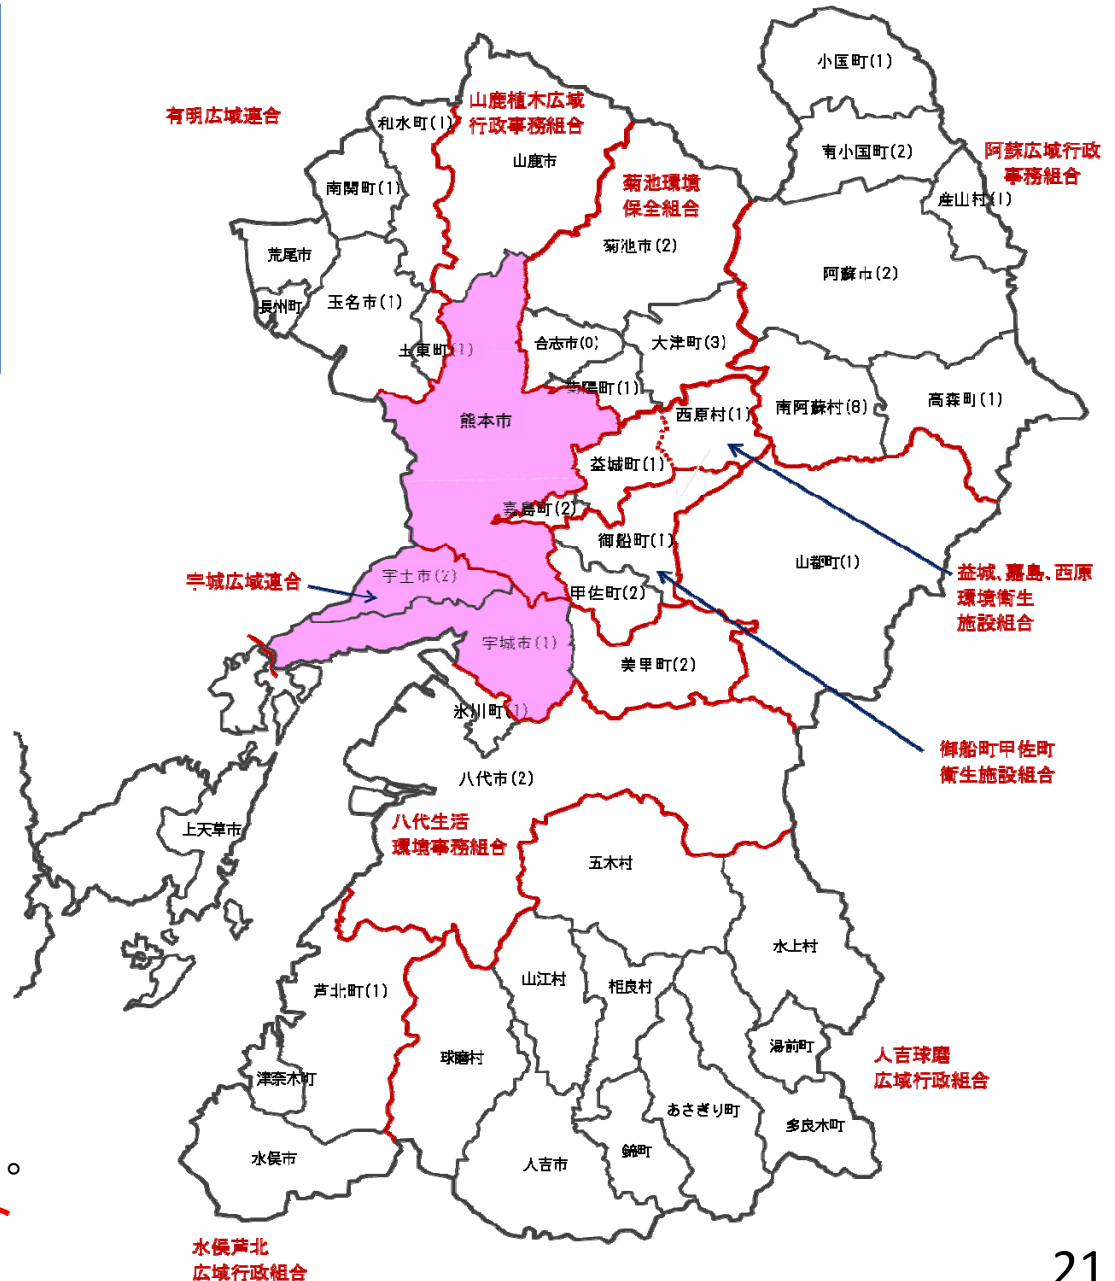 小国町(1)
有明広域連合
山鹿植木広域
行政事務組合
和水町(1)
南小国町(2)
阿蘇広域行政
事務組合
山鹿市
南関町(1)
菊池環境
保全組合
産山村(1)
菊池市(2)
荒尾市
阿蘇市(2)
長州町
玉名市(1)
玉東町(1)
合志市(0)
大津町(3)
菊陽町(1)
高森町(1)
南阿蘇村(8)
西原村(1)
熊本市
益城町(1)
嘉島町(2)
御船町(1)
山都町(1)
益城、嘉島、西原
環境衛生
施設組合
宇城広域連合
宇土市(2)
甲佐町(2)
宇城市(1)
美里町(2)
氷川町(1)
御船町甲佐町
衛生施設組合
八代市(2)
上天草市
八代生活
環境事務組合
五木村
水上村
山江村
相良村
芦北町(1)
球磨村
湯前町
人吉球磨
広域行政組合
津奈木町
あさぎり町
多良木町
水俣市
人吉市
錦町
。
水俣芦北
広域行政組合
21